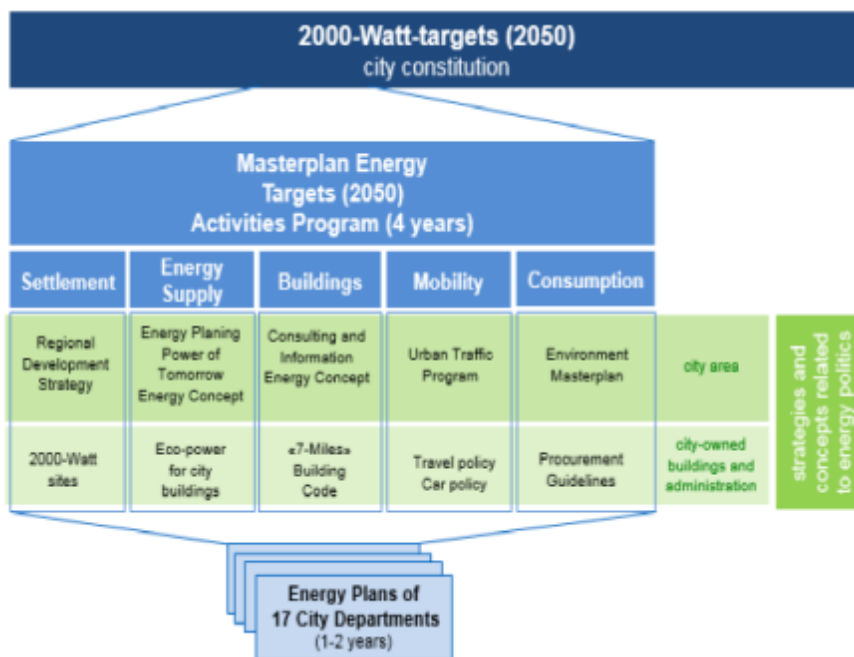 2000-Watt-targets (2050)
city constitution
Masterplan Energy
Targets (2050)
Activities Program (4 years)
Settlement
Energy
Supply
Buildings
Mobility
Consumption
Regional
Development
Strategy
Energy Planing
Power of
Tomorrow
Energy Concept
Consulting and
Information
Energy Concept
Urban Traffic
Program
Environment
Masterplan
city area
2000-Watt
sites
Eco-power
for city
buildings
«7-Miles»
Building
Code
Travel policy
Car policy
Procurement
Guidelines
city-owned
buildings and
administration
strategies and
concepts related
to energy politics
Energy Plans of
17 City Departments
(1-2 years)